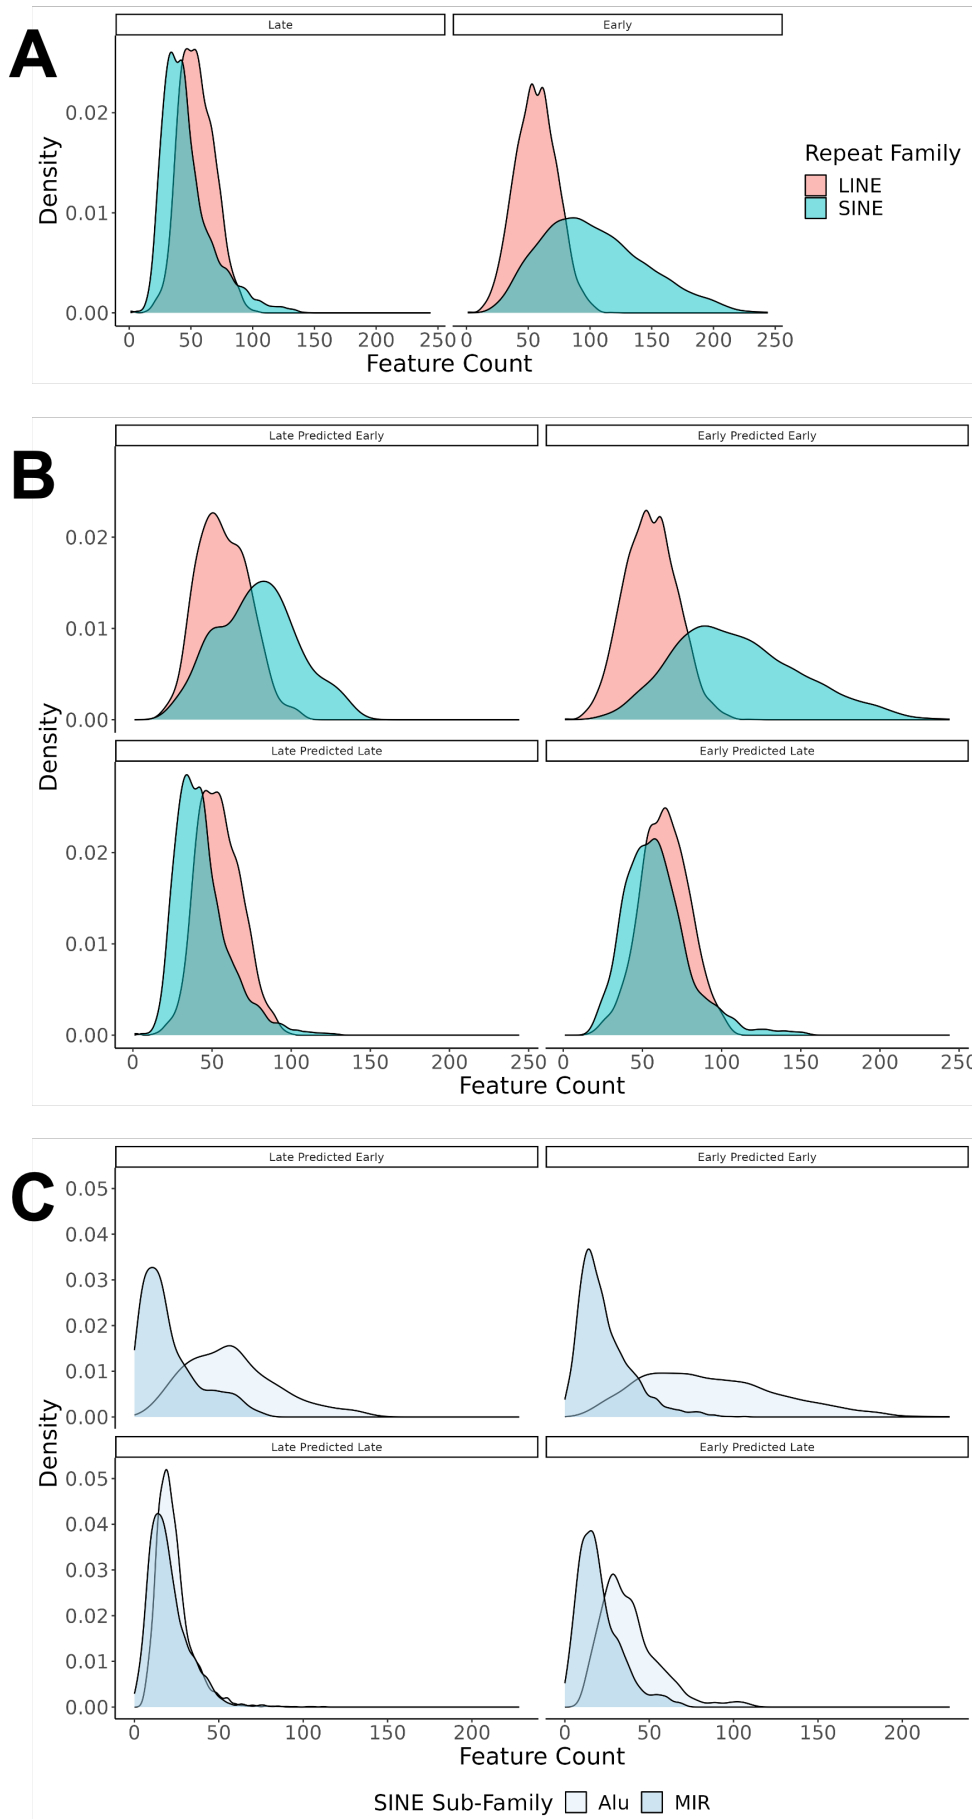 A
Late Early
0.02
0.01
0.00
Density
0 50 100 150 200 250 0 50 100 150 200 250
Feature Count
Repeat Family
LINE
SINE
B
Late Predicted Early Early Predicted Early
0.02
0.01
0.00
Density
Late Predicted Late Early Predicted Late
0.02
0.01
0.00
0 50 100 150 200 250 0 50 100 150 200 250
Feature Count
C
Late Predicted Early Early Predicted Early
0.05
0.04
0.03
0.02
0.01
0.00
Density
Late Predicted Late Early Predicted Late
0.05
0.04
0.03
0.02
0.01
0.00
0 50 100 150 200 0 50 100 150 200
Feature Count
SINE Sub-Family Alu MIR